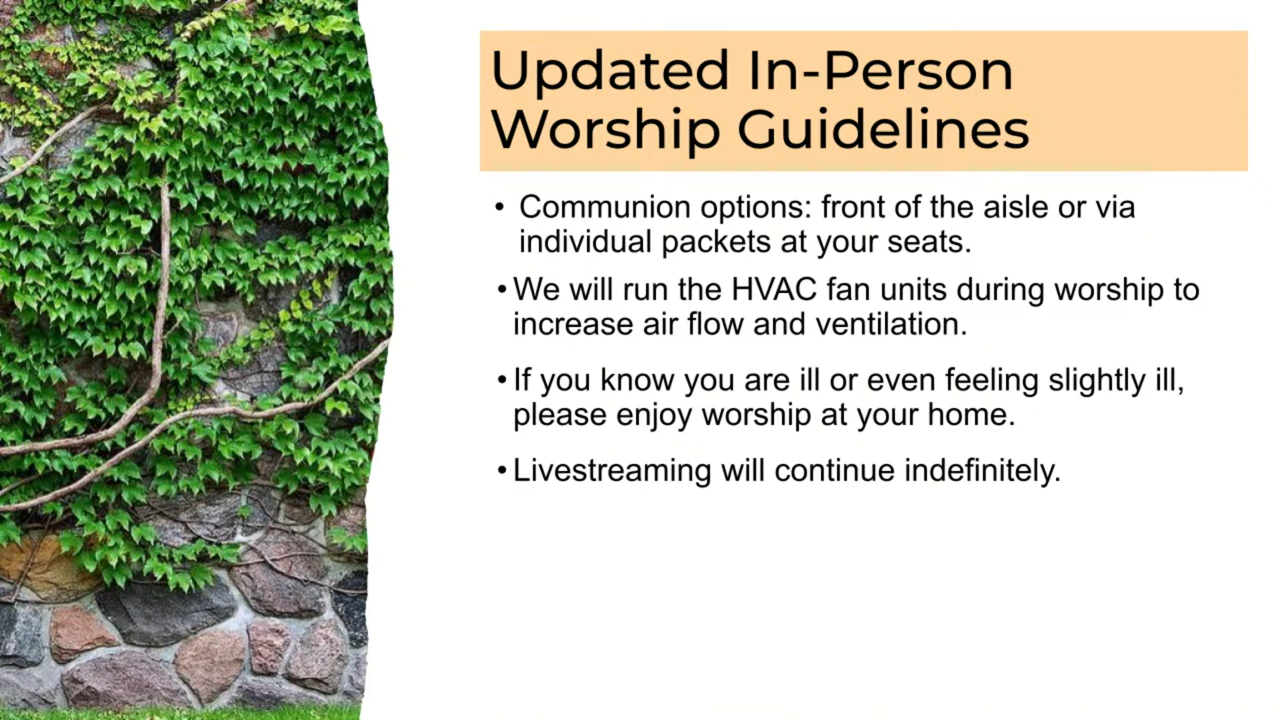 Updated In-Person
Worship Guidelines
• Communion options: front of the aisle or via
individual packets at your seats.
• We will run the HVAC fan units during worship to
increase air flow and ventilation.
• If you know you are ill or even feeling slightly ill,
please enjoy worship at your home.
• Livestreaming will continue indefinitely.